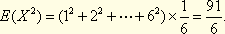 E(X²) = (1² + 2² + ⋯ + 6²) × 1/6 = 91/6.